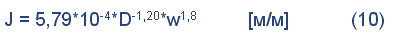 J = 5,79*10⁻⁴*D⁻¹,²⁰*w¹,⁸ [м/м] (10)